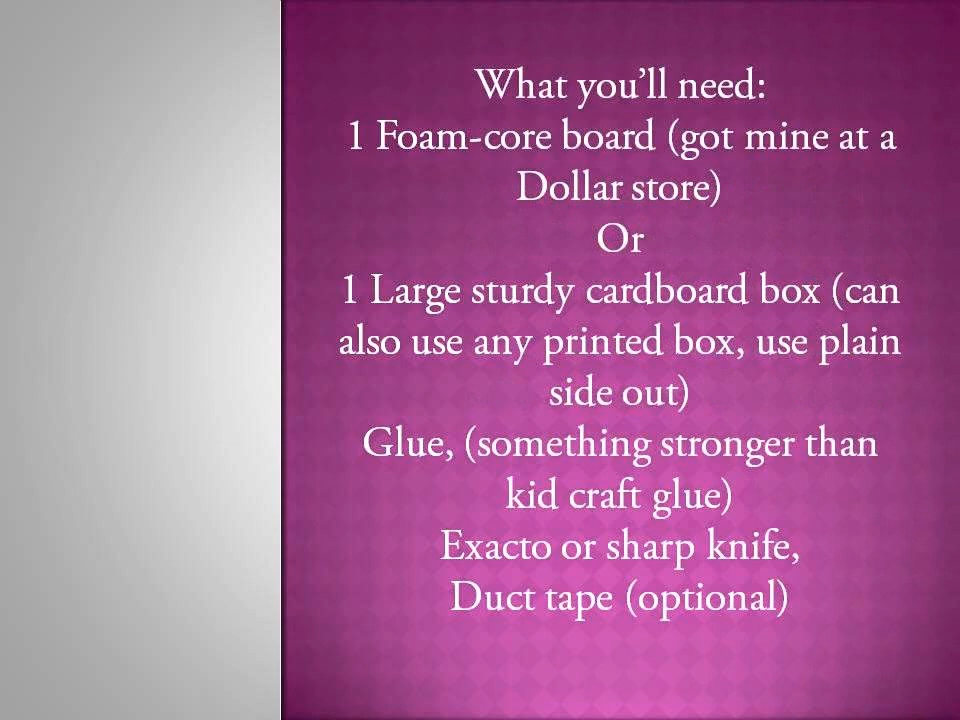 What you’ll need:
1 Foam-core board (got mine at a
Dollar store)
Or
1 Large sturdy cardboard box (can
also use any printed box, use plain
side out)
Glue, (something stronger than
kid craft glue)
Exacto or sharp knife,
Duct tape (optional)